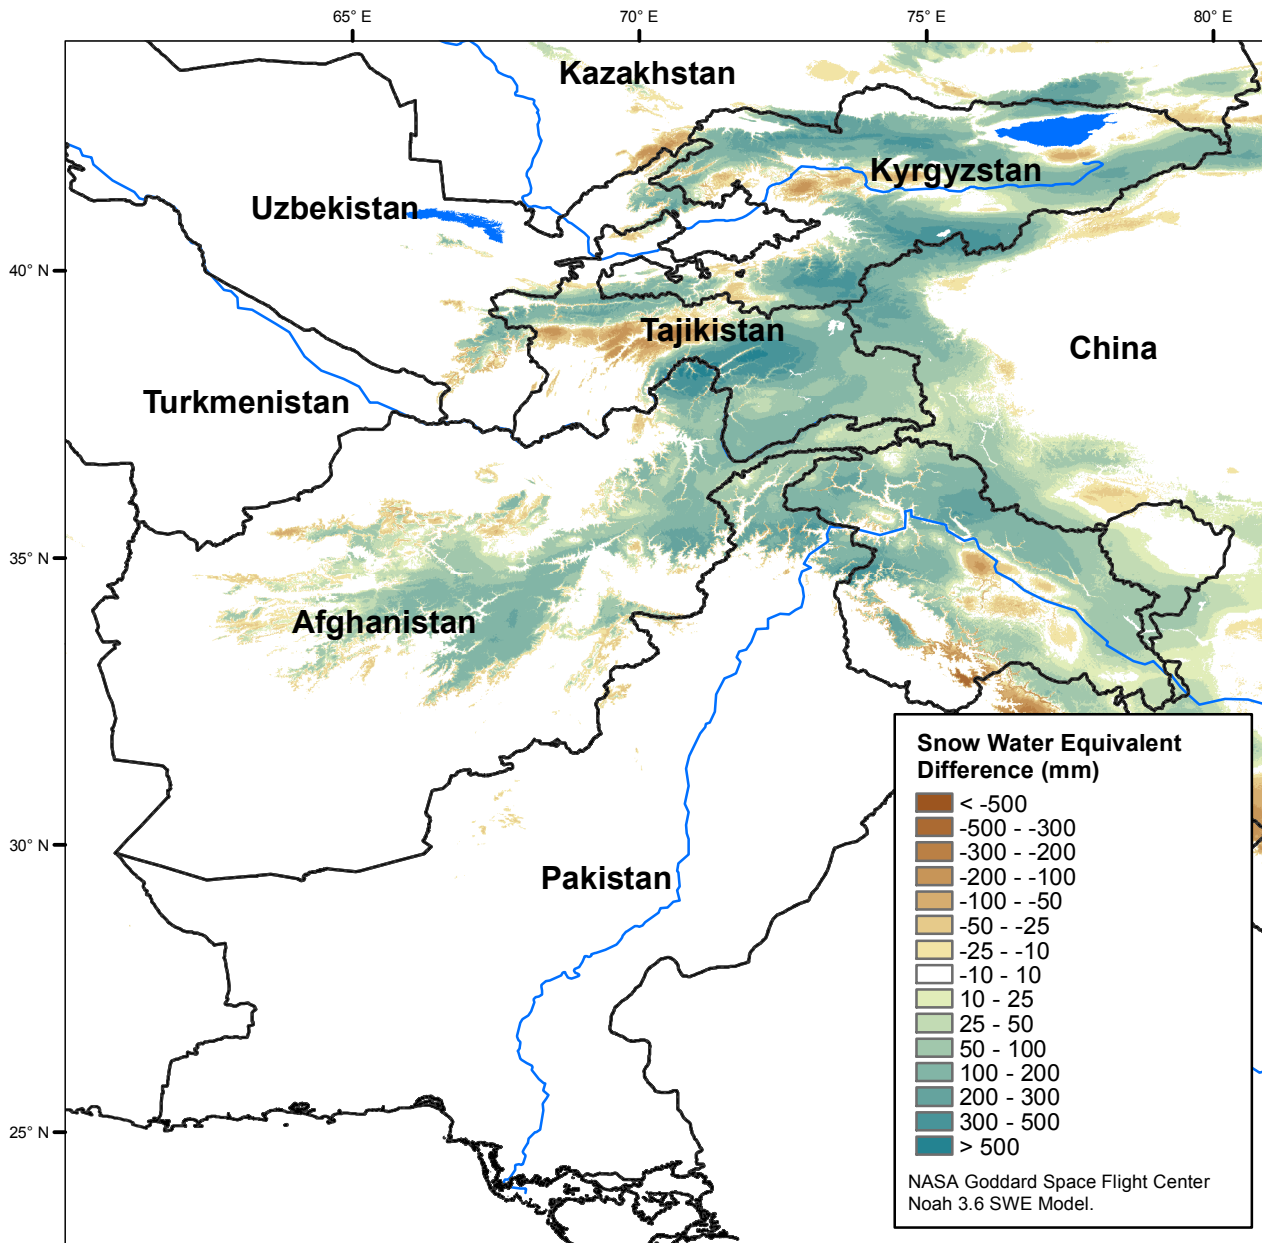 65° E
70° E
75° E
80° E
Kazakhstan
Kyrgyzstan
Uzbekistan
40° N
Tajikistan
China
Turkmenistan
35° N
Afghanistan
Snow Water Equivalent
Difference (mm)
< -500
-500 - -300
-300 - -200
-200 - -100
-100 - -50
-50 - -25
-25 - -10
-10 - 10
10 - 25
25 - 50
50 - 100
100 - 200
200 - 300
300 - 500
> 500
NASA Goddard Space Flight Center
Noah 3.6 SWE Model.
30° N
Pakistan
25° N